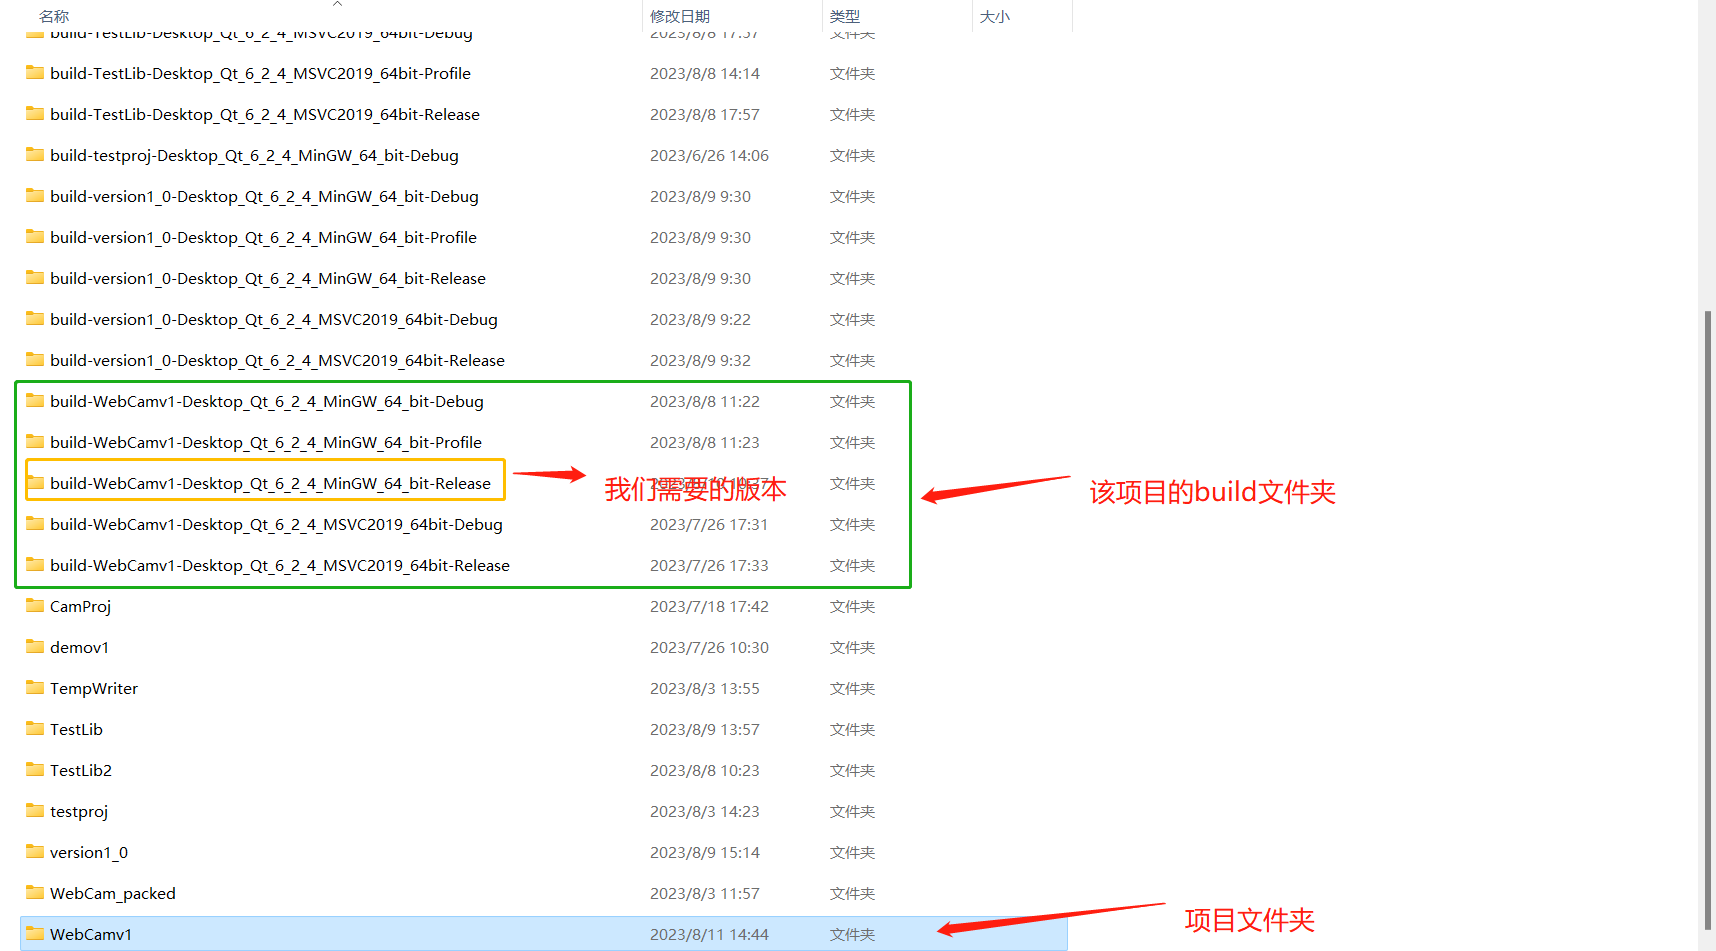 名称 修改日期 类型 大小
build-TestLib-Desktop_Qt_6_2_4_MSVC2019_64bit-Debug 2023/8/8 17:57 文件夹
build-TestLib-Desktop_Qt_6_2_4_MSVC2019_64bit-Profile 2023/8/8 14:14 文件夹
build-TestLib-Desktop_Qt_6_2_4_MSVC2019_64bit-Release 2023/8/8 17:57 文件夹
build-testproj-Desktop_Qt_6_2_4_MinGW_64_bit-Debug 2023/6/26 14:06 文件夹
build-version1_0-Desktop_Qt_6_2_4_MinGW_64_bit-Debug 2023/8/9 9:30 文件夹
build-version1_0-Desktop_Qt_6_2_4_MinGW_64_bit-Profile 2023/8/9 9:30 文件夹
build-version1_0-Desktop_Qt_6_2_4_MinGW_64_bit-Release 2023/8/9 9:30 文件夹
build-version1_0-Desktop_Qt_6_2_4_MSVC2019_64bit-Debug 2023/8/9 9:22 文件夹
build-version1_0-Desktop_Qt_6_2_4_MSVC2019_64bit-Release 2023/8/9 9:32 文件夹
build-WebCamv1-Desktop_Qt_6_2_4_MinGW_64_bit-Debug 2023/8/8 11:22 文件夹
build-WebCamv1-Desktop_Qt_6_2_4_MinGW_64_bit-Profile 2023/8/8 11:23 文件夹
build-WebCamv1-Desktop_Qt_6_2_4_MinGW_64_bit-Release 我们需要的版本 文件夹 该项目的build文件夹
build-WebCamv1-Desktop_Qt_6_2_4_MSVC2019_64bit-Debug 2023/7/26 17:31 文件夹
build-WebCamv1-Desktop_Qt_6_2_4_MSVC2019_64bit-Release 2023/7/26 17:33 文件夹
CamProj 2023/7/18 17:42 文件夹
demov1 2023/7/26 10:30 文件夹
TempWriter 2023/8/3 13:55 文件夹
TestLib 2023/8/9 13:57 文件夹
TestLib2 2023/8/8 10:23 文件夹
testproj 2023/8/3 14:23 文件夹
version1_0 2023/8/9 15:14 文件夹
WebCam_packed 2023/8/3 11:57 文件夹
WebCamv1 2023/8/11 14:44 文件夹 项目文件夹